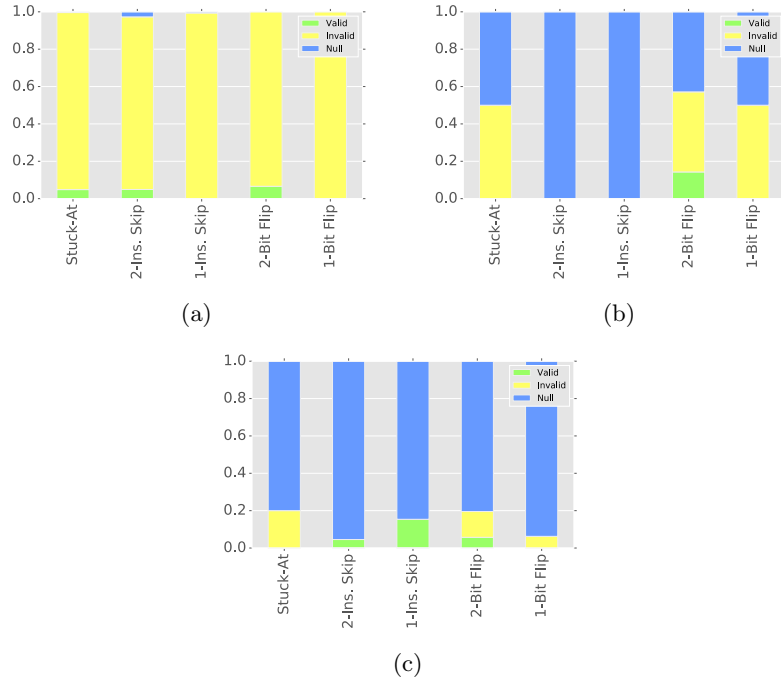 1.0
0.8
0.6
0.4
0.2
0.0
Valid
Invalid
Null
Stuck-At
2-Ins. Skip
1-Ins. Skip
2-Bit Flip
1-Bit Flip
(a)
1.0
0.8
0.6
0.4
0.2
0.0
Valid
Invalid
Null
Stuck-At
2-Ins. Skip
1-Ins. Skip
2-Bit Flip
1-Bit Flip
(b)
1.0
0.8
0.6
0.4
0.2
0.0
Valid
Invalid
Null
Stuck-At
2-Ins. Skip
1-Ins. Skip
2-Bit Flip
1-Bit Flip
(c)